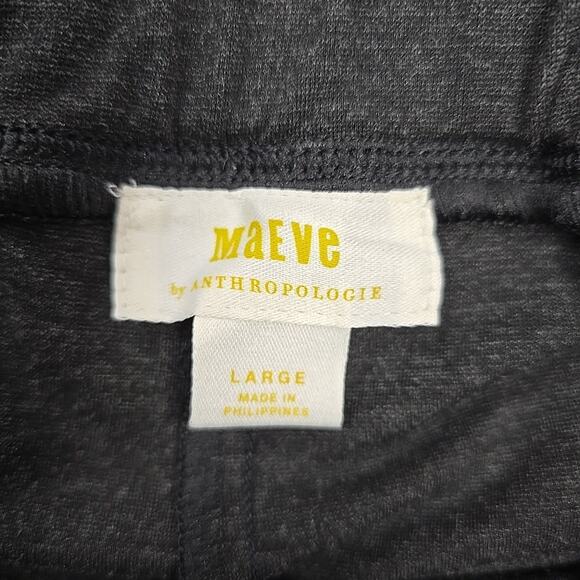 MaEVe
by ANTHROPOLOGIE
LARGE
MADE IN
PHILIPPINES